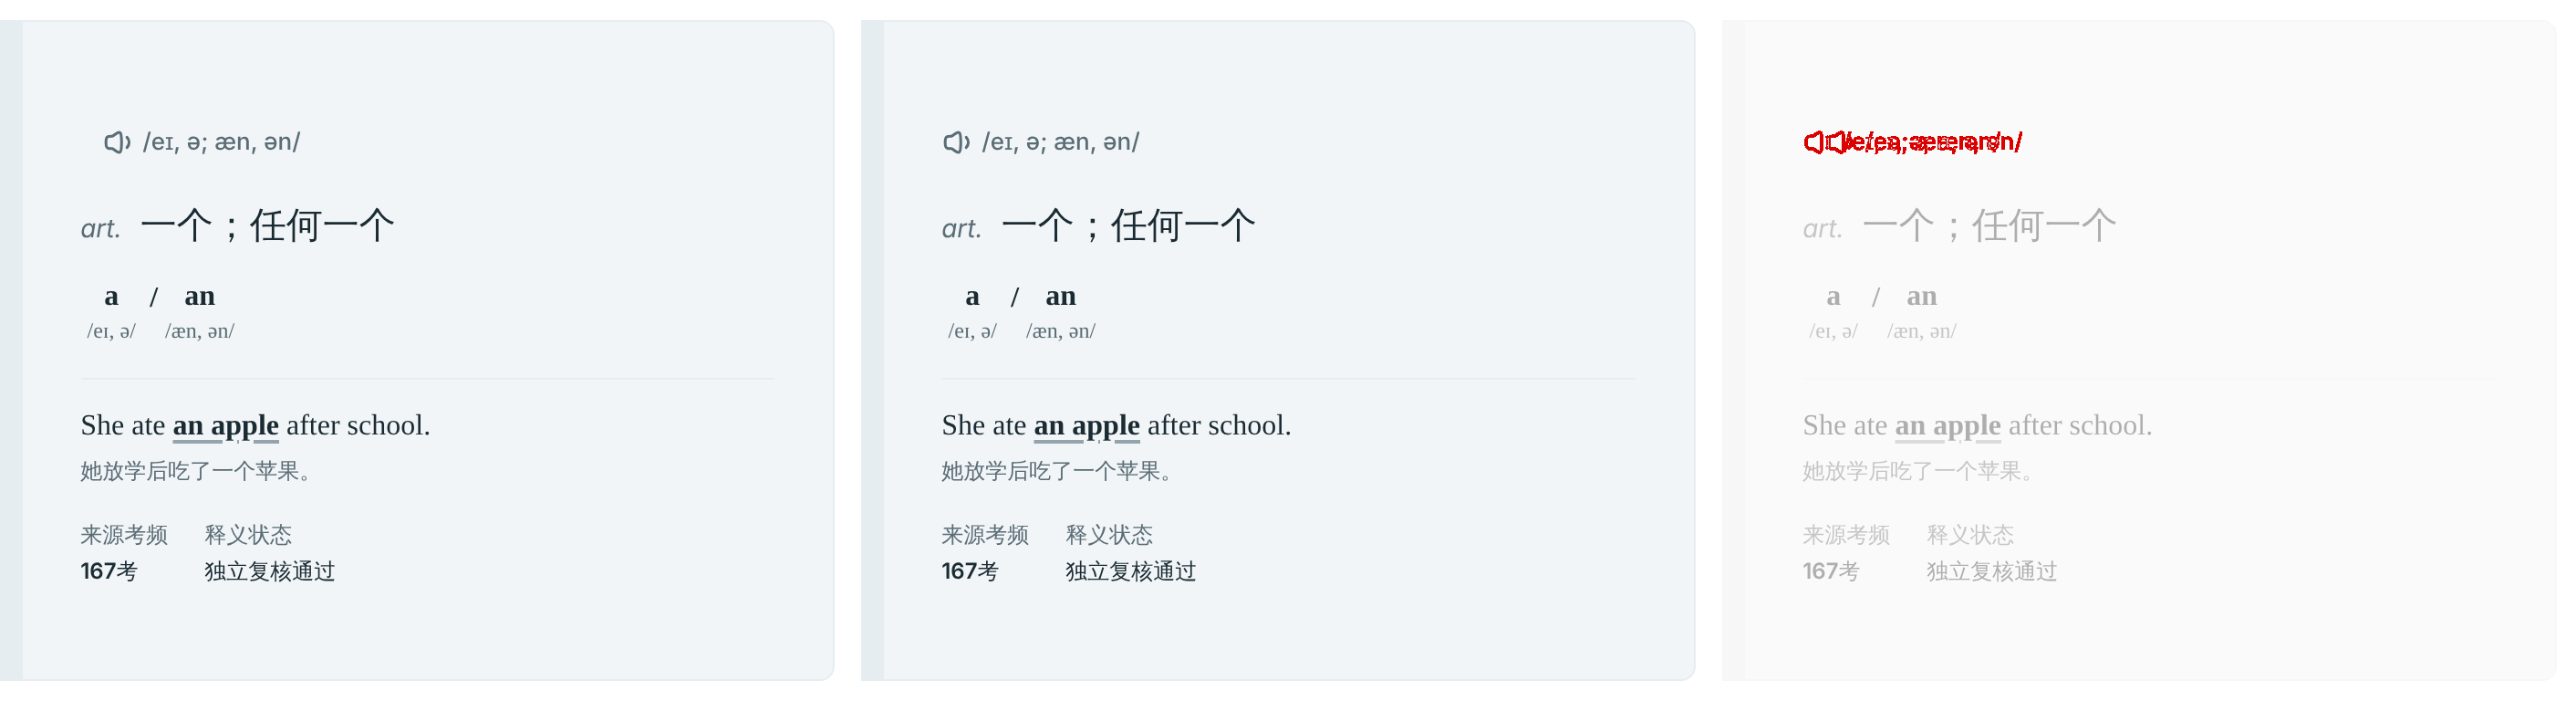 /eɪ, ə; æn, ən/
art. 一个；任何一个
a / an
/eɪ, ə/ /æn, ən/
She ate an apple after school.
她放学后吃了一个苹果。
来源考频 释义状态
167考 独立复核通过
/eɪ, ə; æn, ən/
art. 一个；任何一个
a / an
/eɪ, ə/ /æn, ən/
She ate an apple after school.
她放学后吃了一个苹果。
来源考频 释义状态
167考 独立复核通过
art. 一个；任何一个
a / an
/eɪ, ə/ /æn, ən/
She ate an apple after school.
她放学后吃了一个苹果。
来源考频 释义状态
167考 独立复核通过